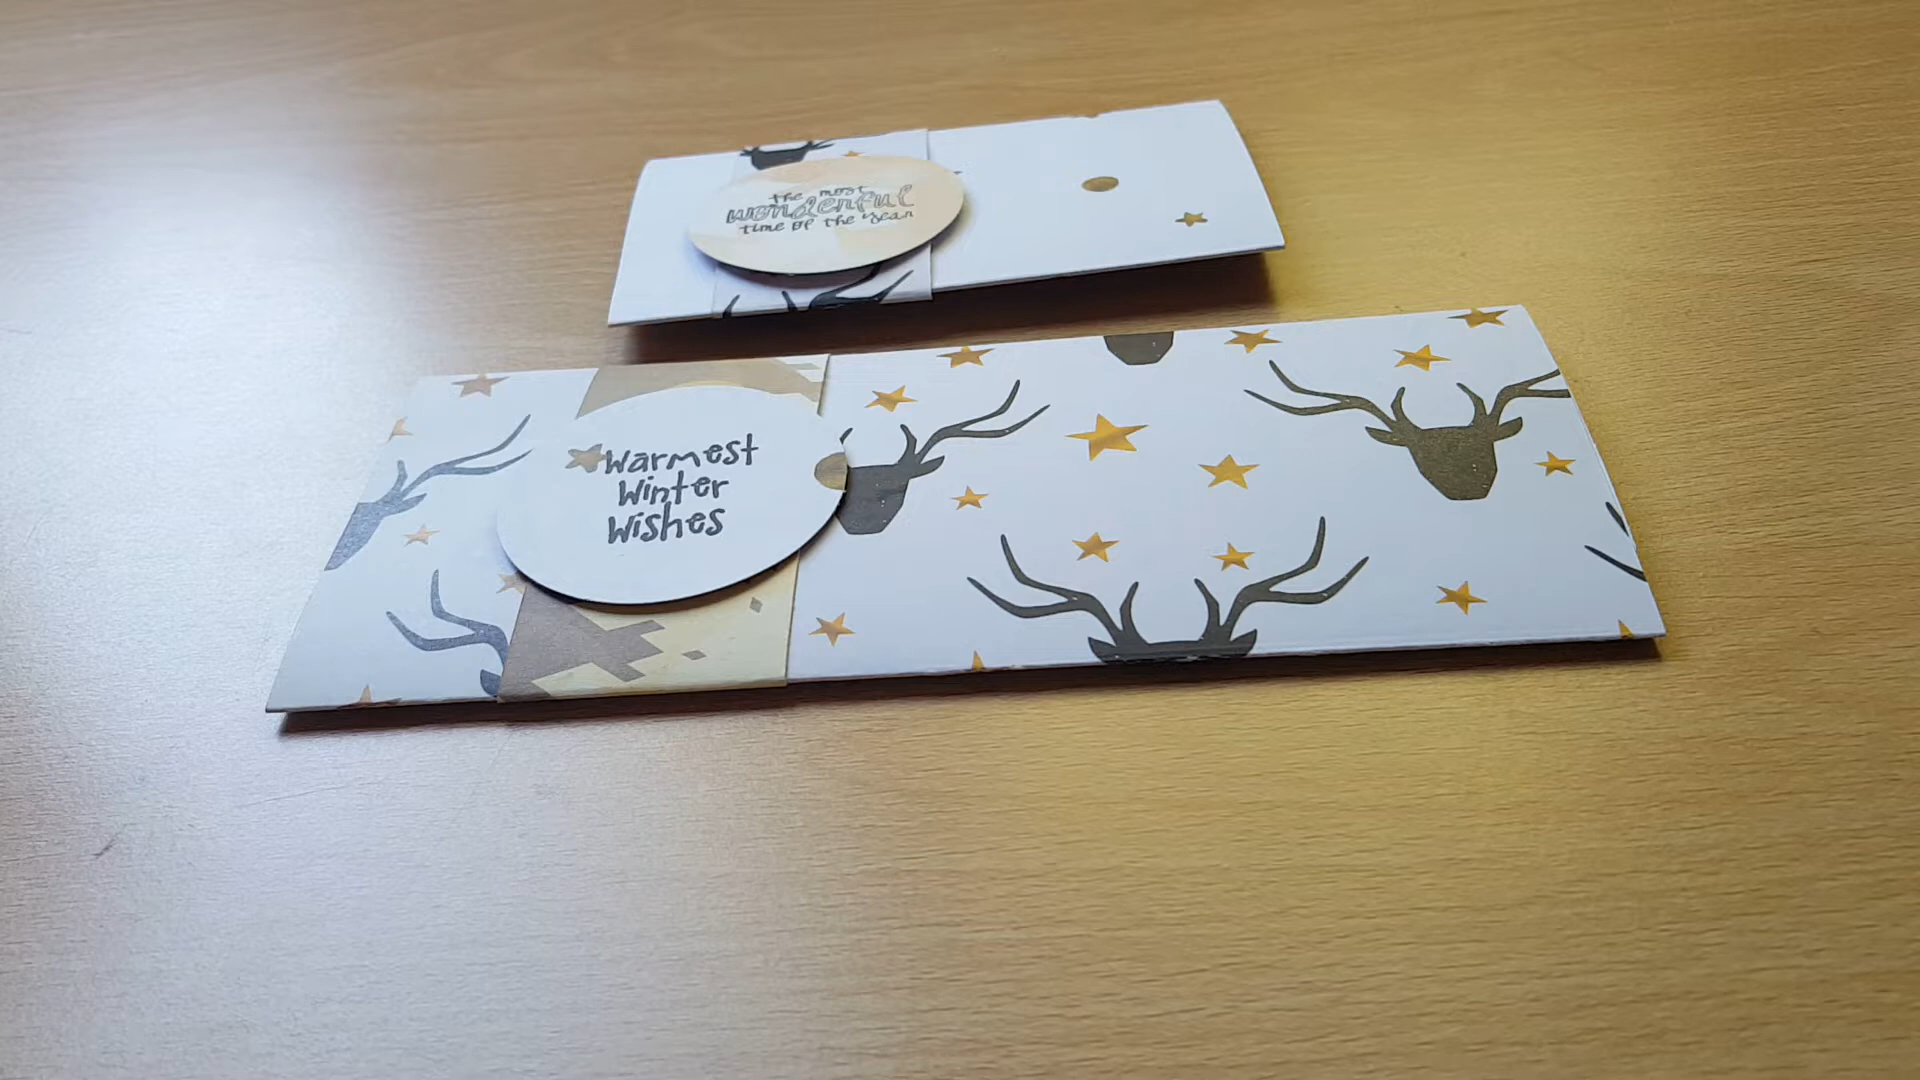 the most
wonderful
time of the year
Warmest
Winter
Wishes